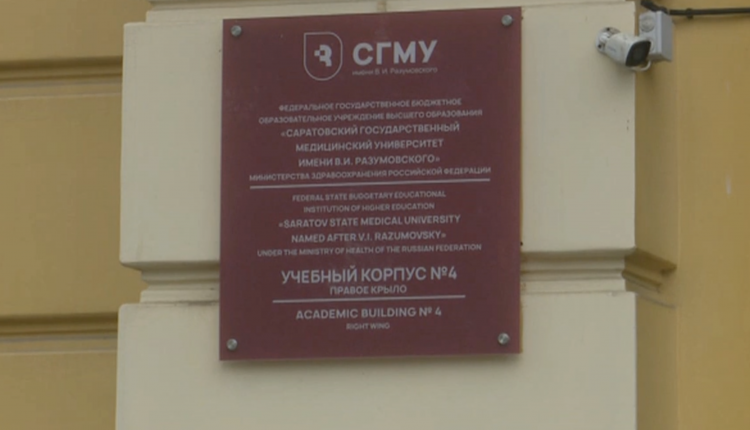 СГМУ
имени В. И. Разумовского
ФЕДЕРАЛЬНОЕ ГОСУДАРСТВЕННОЕ БЮДЖЕТНОЕ
ОБРАЗОВАТЕЛЬНОЕ УЧРЕЖДЕНИЕ ВЫСШЕГО ОБРАЗОВАНИЯ
«САРАТОВСКИЙ ГОСУДАРСТВЕННЫЙ
МЕДИЦИНСКИЙ УНИВЕРСИТЕТ
ИМЕНИ В.И. РАЗУМОВСКОГО»
МИНИСТЕРСТВА ЗДРАВООХРАНЕНИЯ РОССИЙСКОЙ ФЕДЕРАЦИИ
FEDERAL STATE BUDGETARY EDUCATIONAL
INSTITUTION OF HIGHER EDUCATION
«SARATOV STATE MEDICAL UNIVERSITY
NAMED AFTER V.I. RAZUMOVSKY»
UNDER THE MINISTRY OF HEALTH OF THE RUSSIAN FEDERATION
УЧЕБНЫЙ КОРПУС №4
ПРАВОЕ КРЫЛО
ACADEMIC BUILDING № 4
RIGHT WING